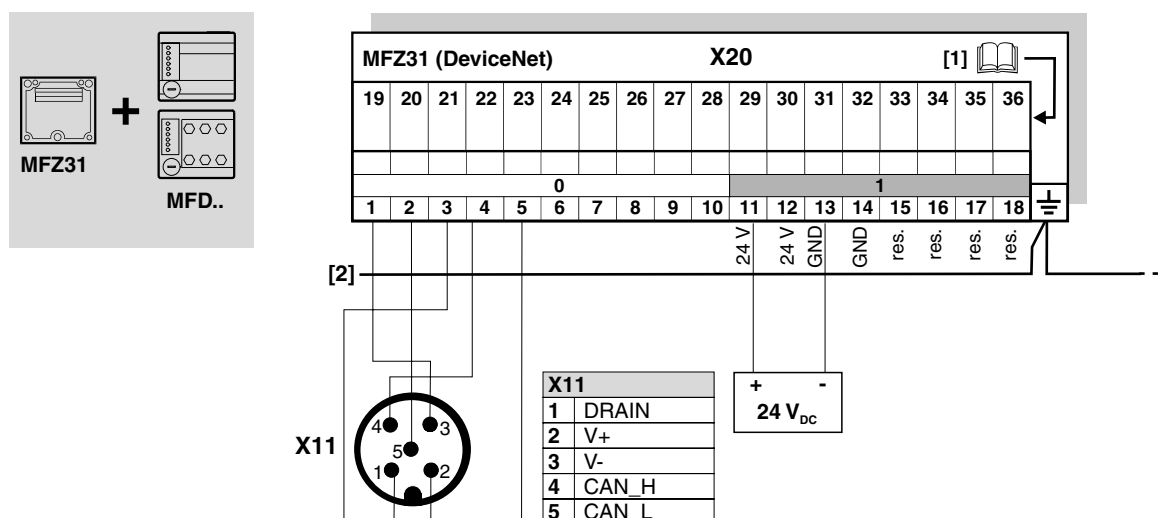 MFZ31 (DeviceNet) X20 [1]
19 20 21 22 23 24 25 26 27 28 29 30 31 32 33 34 35 36
0 1
1 2 3 4 5 6 7 8 9 10 11 12 13 14 15 16 17 18
24 V 24 V GND GND res. res. res. res.
MFZ31
+
MFD..
[2]
X11
4 3
5
1 2
X11
1 DRAIN
2 V+
3 V-
4 CAN_H
5 CAN_L
+ -
24 VDC